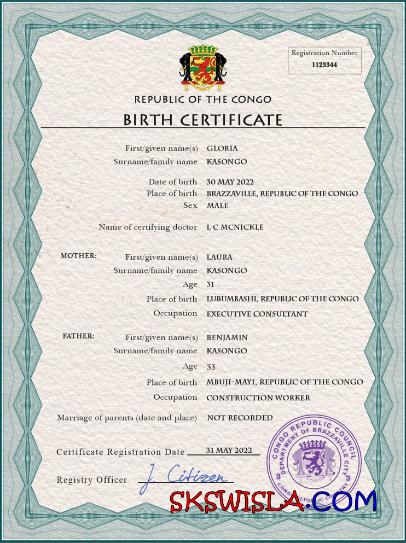 Registration Number
1123344
REPUBLIC OF THE CONGO
BIRTH CERTIFICATE
First/given name(s) GLORIA
Surname/family name KASONGO
Date of birth 30 MAY 2022
Place of birth BRAZZAVILLE, REPUBLIC OF THE CONGO
Sex MALE
Name of certifying doctor L C MCNICKLE
MOTHER: First/given name(s) LAURA
Surname/family name KASONGO
Age 31
Place of birth LUBUMBASHI, REPUBLIC OF THE CONGO
Occupation EXECUTIVE CONSULTANT
FATHER: First/given name(s) BENJAMIN
Surname/family name KASONGO
Age 33
Place of birth MBUJI-MAYI, REPUBLIC OF THE CONGO
Occupation CONSTRUCTION WORKER
Marriage of parents (date and place) NOT RECORDED
Certificate Registration Date 31 MAY 2022
Registry Officer J. Citizen
CONGO REPUBLIC COUNCIL
DEPARTMENT OF BRAZZAVILLE CITY
SKSWISLA.COM